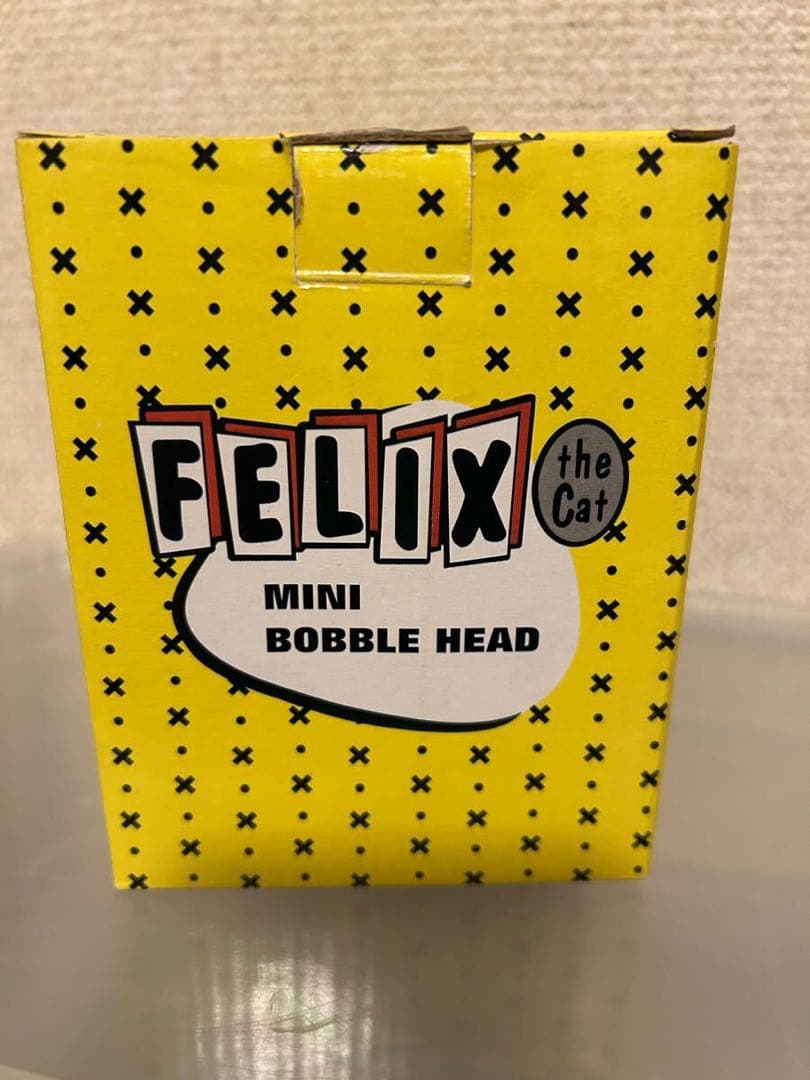 FELIX
the
Cat
MINI
BOBBLE HEAD